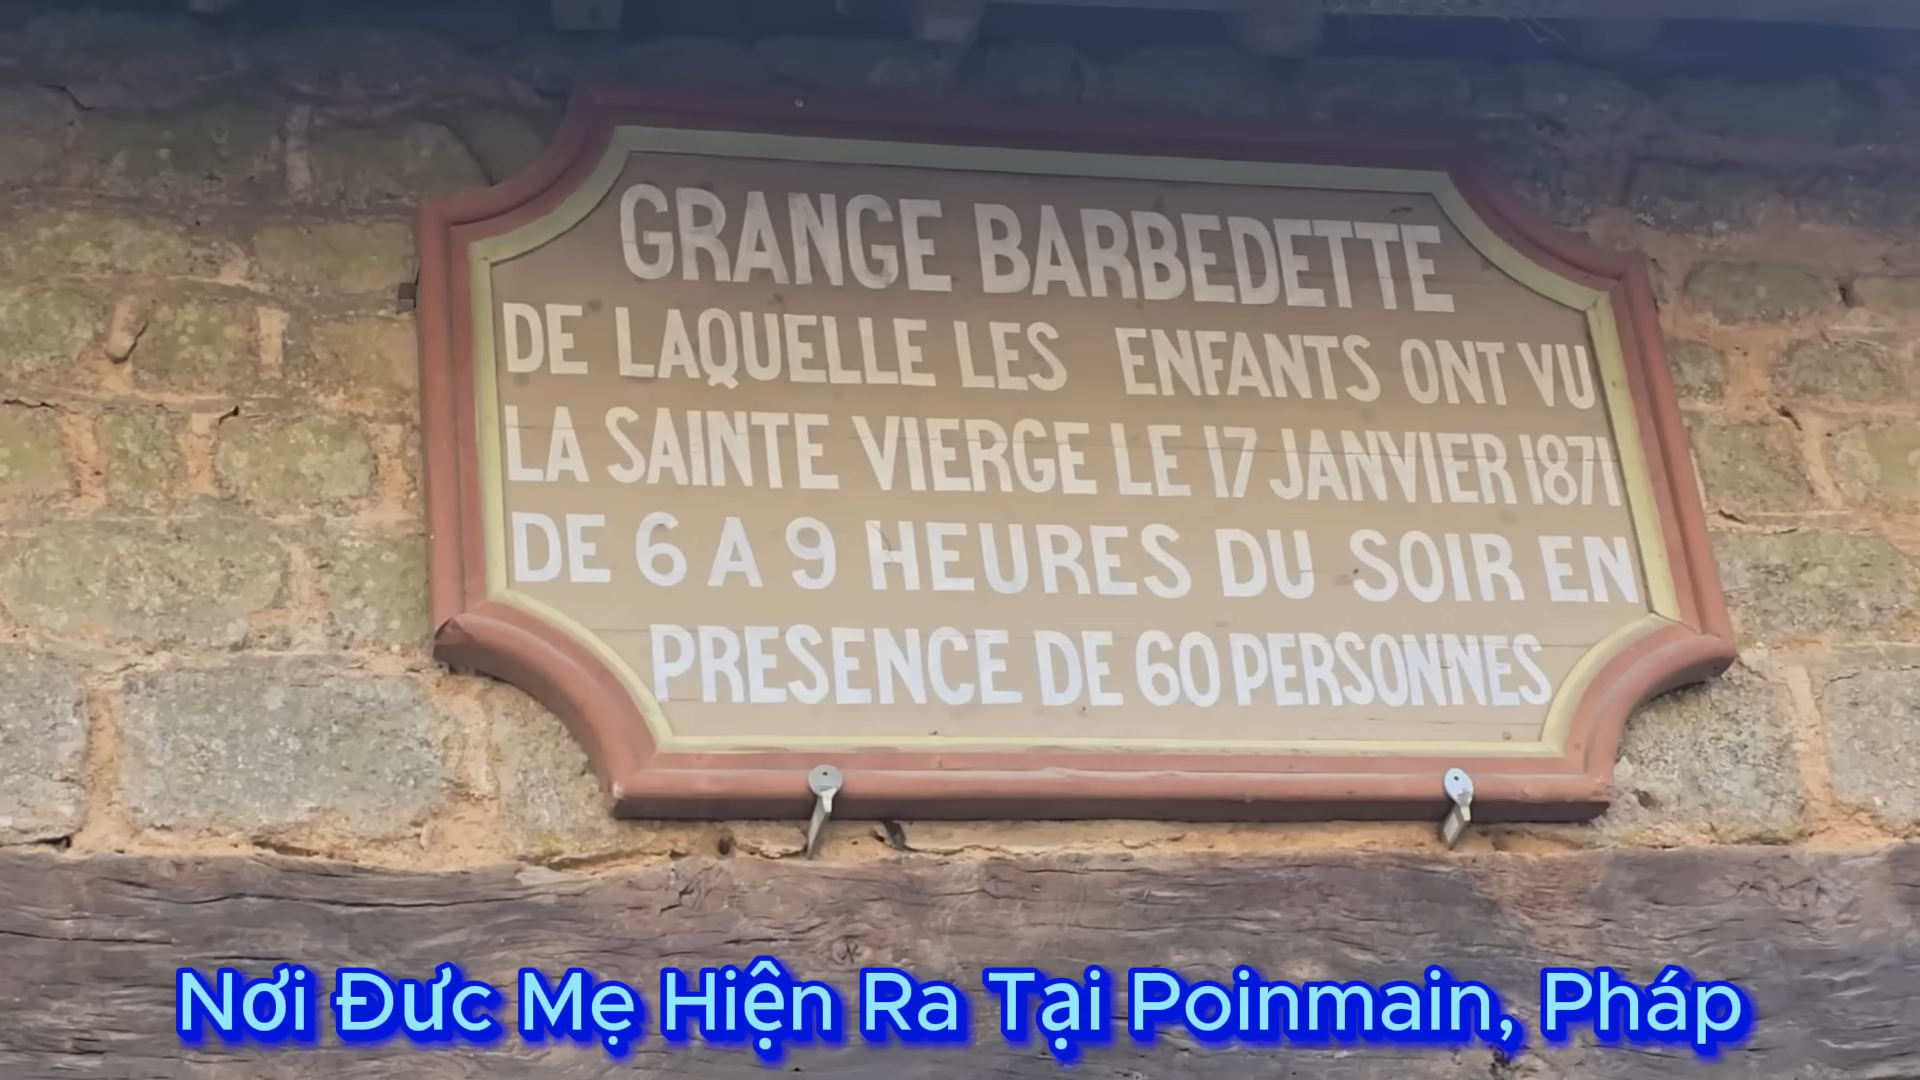 GRANGE BARBEDETTE
DE LAQUELLE LES ENFANTS ONT VU
LA SAINTE VIERGE LE 17 JANVIER 1871
DE 6 A 9 HEURES DU SOIR EN
PRESENCE DE 60 PERSONNES
Nơi Đưc Mẹ Hiện Ra Tại Poinmain, Pháp